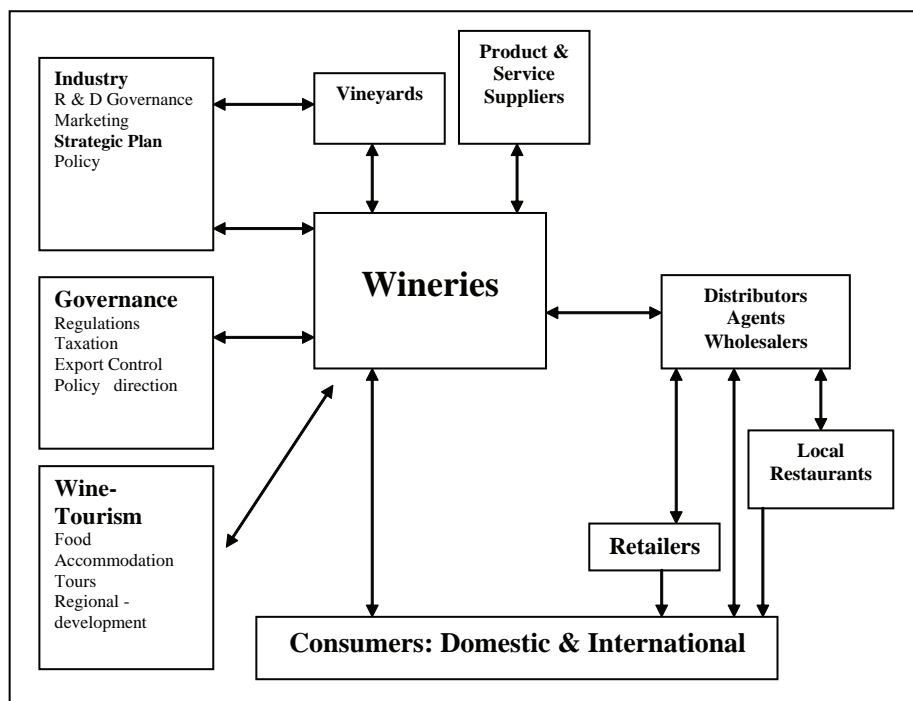 Industry
R & D Governance
Marketing
Strategic Plan
Policy
Vineyards
Product &
Service
Suppliers
Wineries
Governance
Regulations
Taxation
Export Control
Policy direction
Distributors
Agents
Wholesalers
Local
Restaurants
Wine-
Tourism
Food
Accommodation
Tours
Regional -
development
Retailers
Consumers: Domestic & International